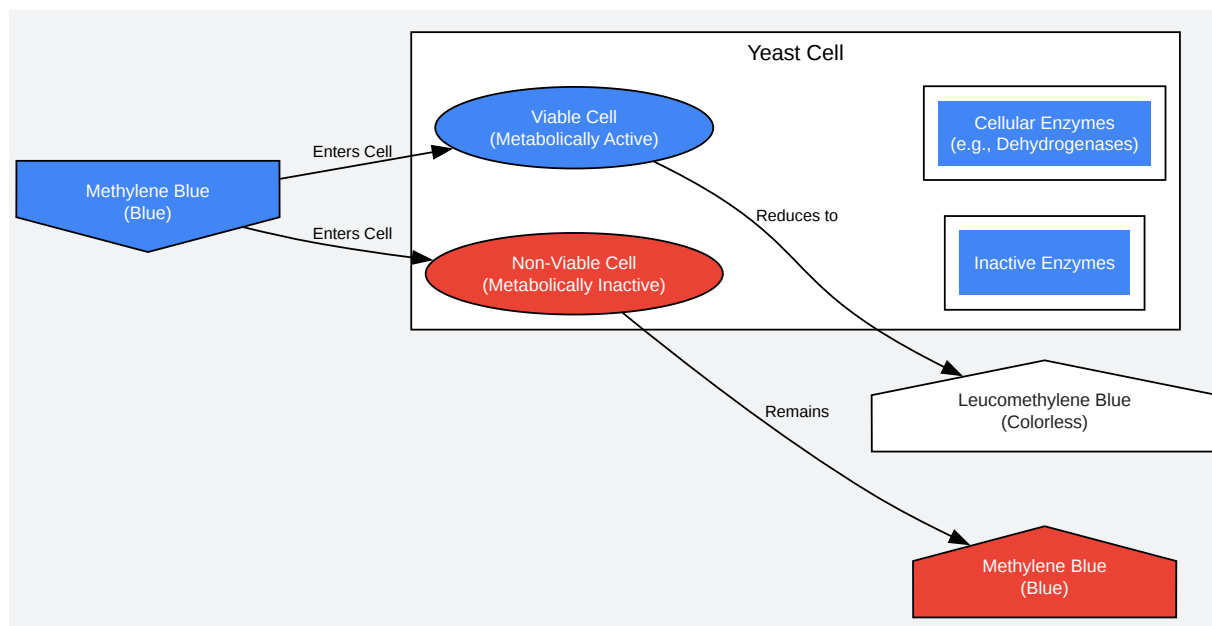 Yeast Cell
Viable Cell
(Metabolically Active)
Cellular Enzymes
(e.g., Dehydrogenases)
Enters Cell
Methylene Blue
(Blue)
Reduces to
Enters Cell
Non-Viable Cell
(Metabolically Inactive)
Inactive Enzymes
Leucomethylene Blue
(Colorless)
Remains
Methylene Blue
(Blue)